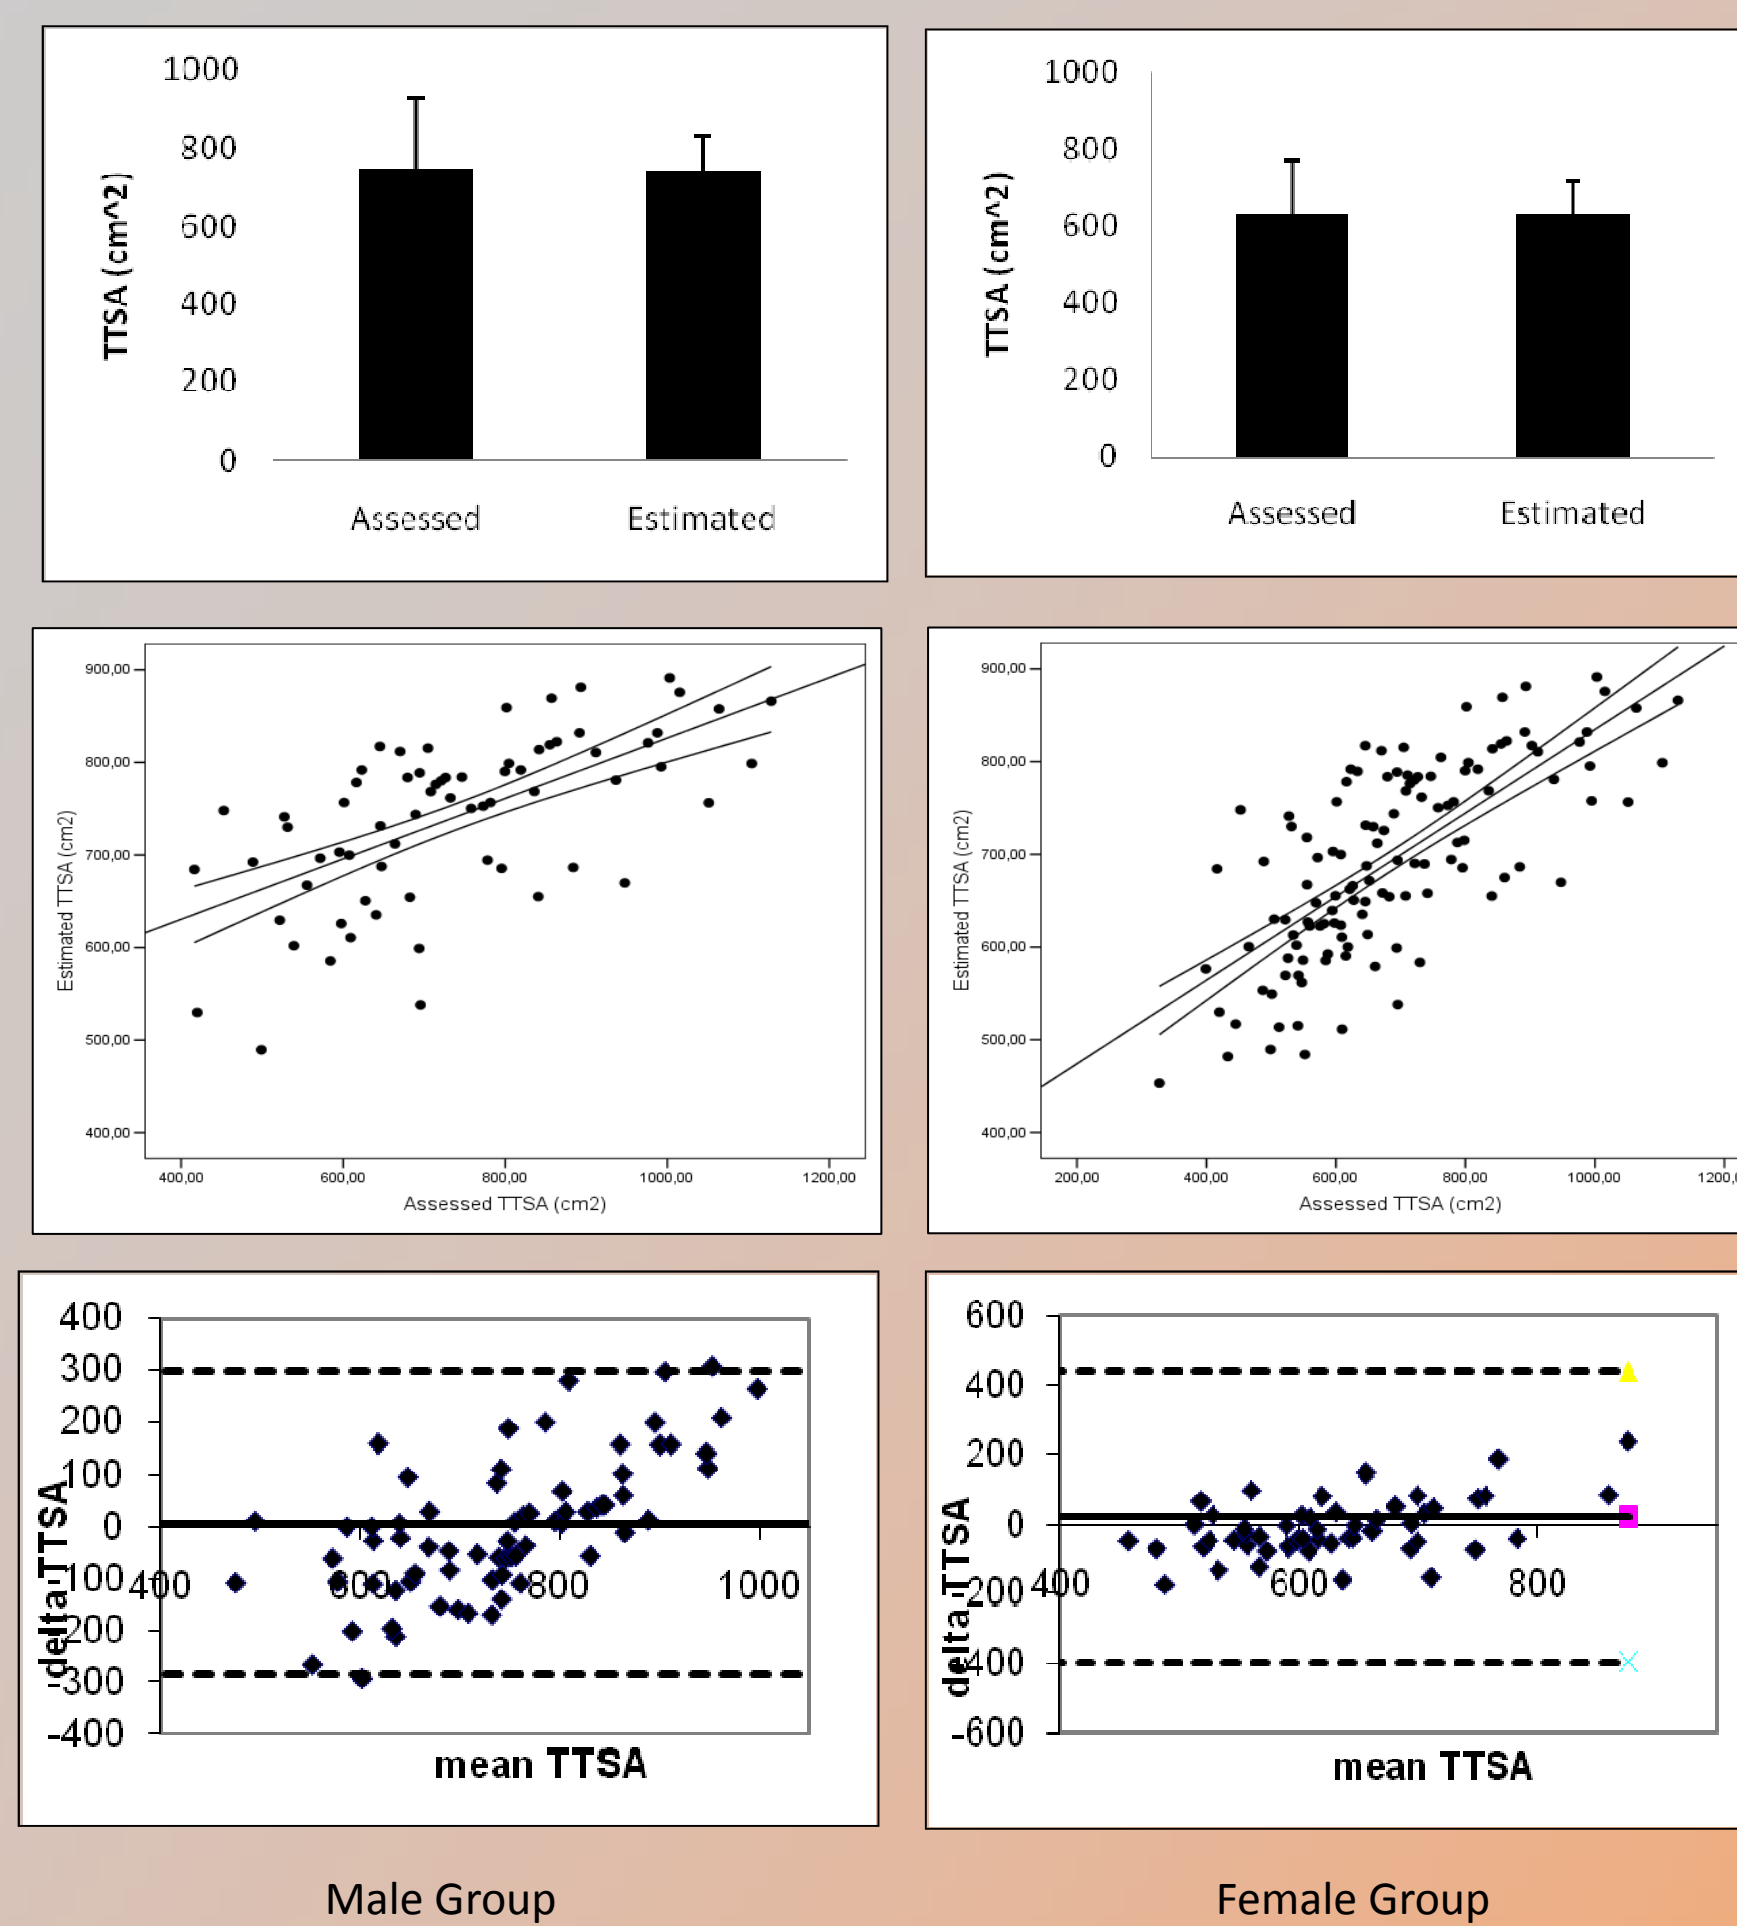 1000
800
600
400
200
0
TTSA (cm^2)
Assessed Estimated
1000
800
600
400
200
0
TTSA (cm^2)
Assessed Estimated
900,00
800,00
700,00
600,00
500,00
400,00
Estimated TTSA (cm2)
400,00 600,00 800,00 1000,00 1200,00
Assessed TTSA (cm2)
900,00
800,00
700,00
600,00
500,00
400,00
Estimated TTSA (cm2)
200,00 400,00 600,00 800,00 1000,00 1200,0
Assessed TTSA (cm2)
400
300
200
100
0
-100
-200
-300
-400
delta TTSA
400 600 800 1000
mean TTSA
600
400
200
0
-200
-400
-600
delta TTSA
400 600 800
mean TTSA
Male Group
Female Group